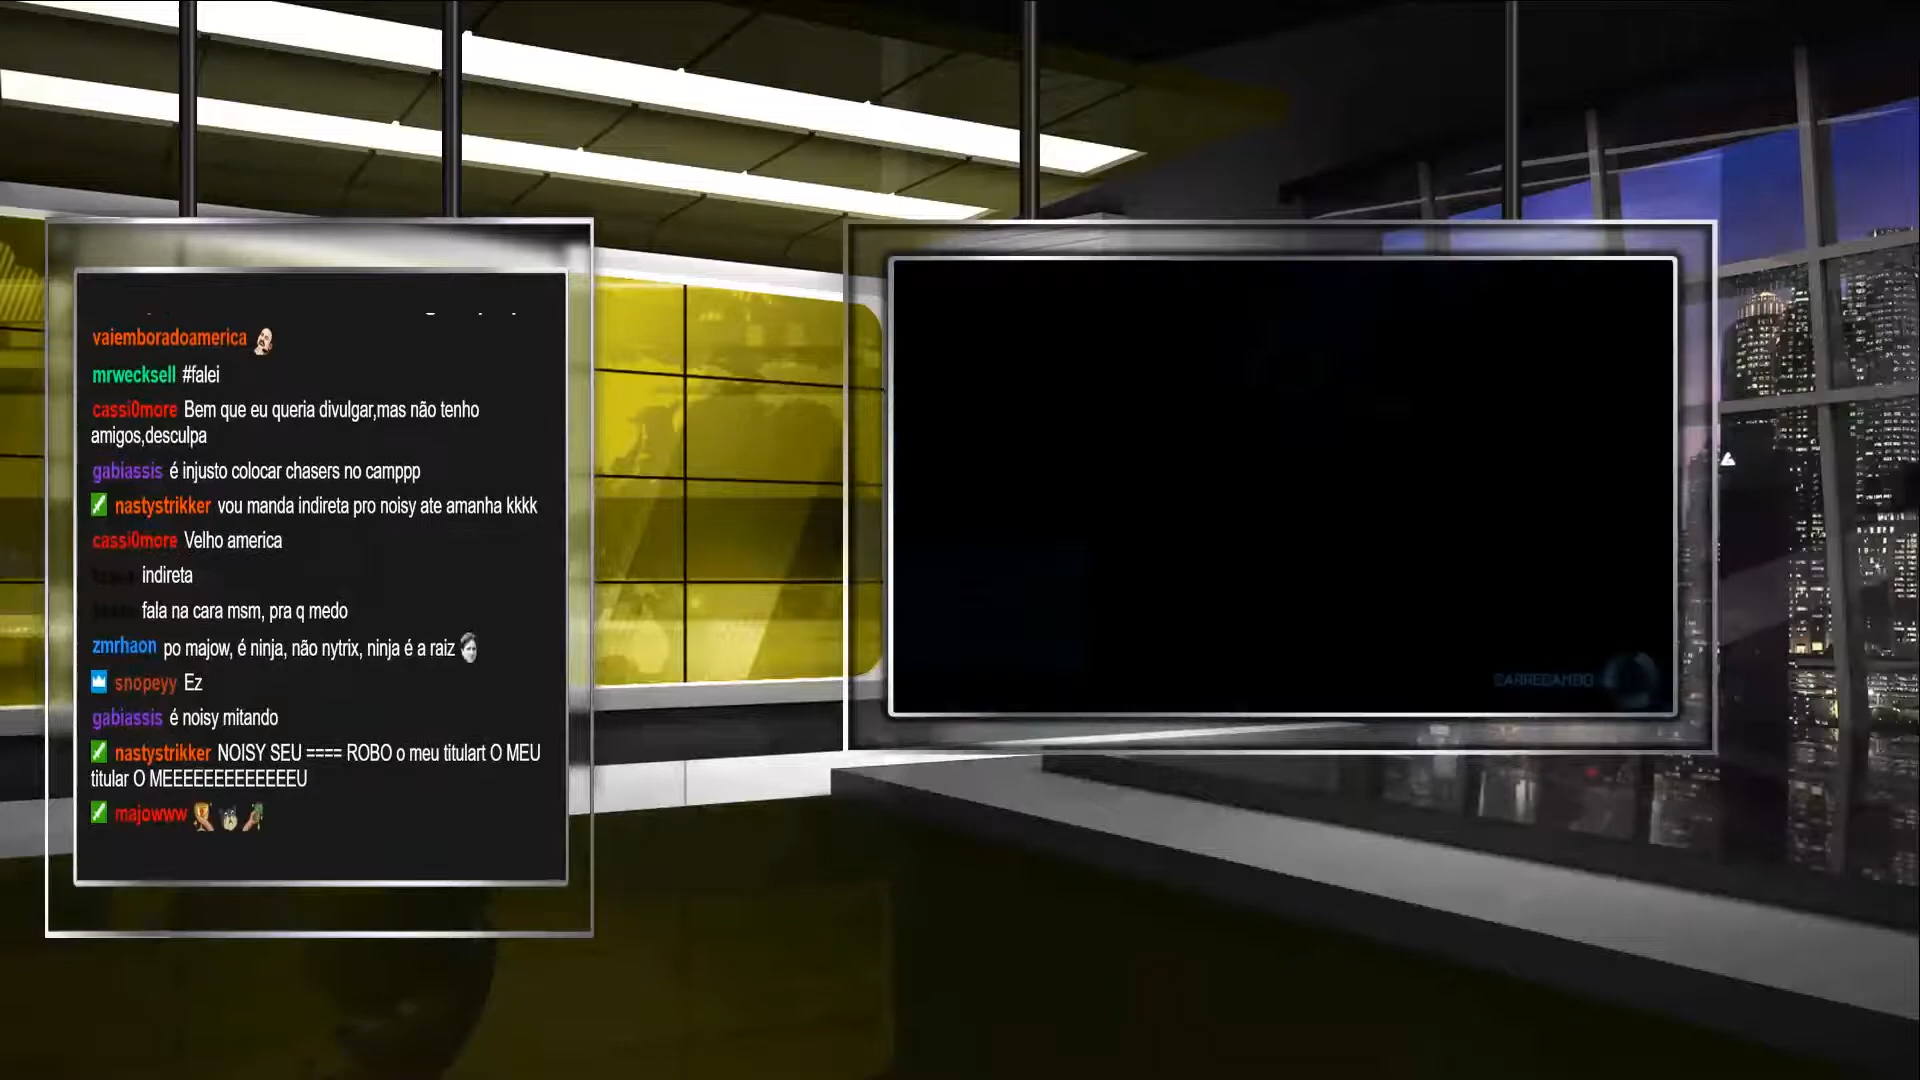 vaiemboradoamerica
mrwecksell #falei
cassi0more Bem que eu queria divulgar,mas não tenho
amigos,desculpa
gabiassis é injusto colocar chasers no camppp
nastystrikker vou manda indireta pro noisy ate amanha kkkk
cassi0more Velho america
indireta
fala na cara msm, pra q medo
zmrhaon po majow, é ninja, não nytrix, ninja é a raiz
snopeyy Ez
gabiassis é noisy mitando
nastystrikker NOISY SEU ==== ROBO o meu titulart O MEU
titular O MEEEEEEEEEEEEEU
majowww
CARREGANDO